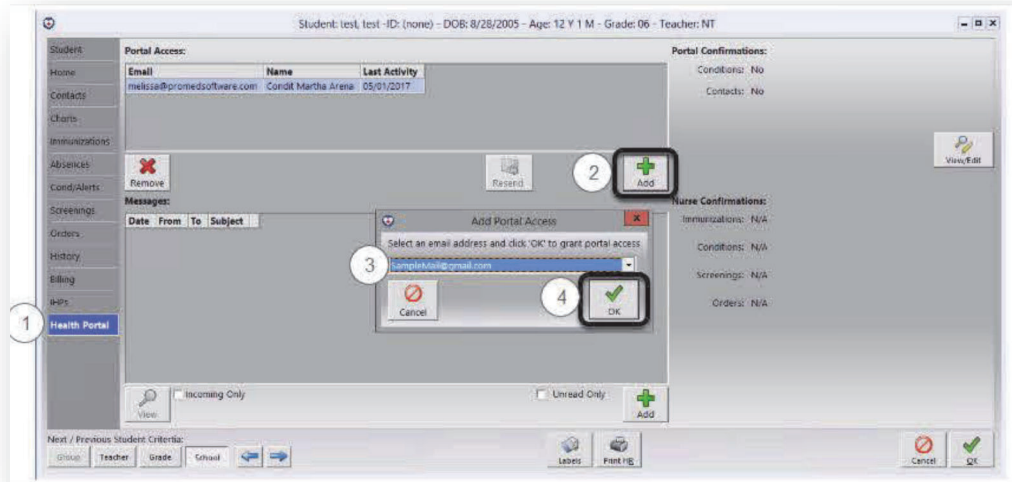 Student: test, test -ID: (none) - DOB: 8/28/2005 - Age: 12 Y 1 M - Grade: 06 - Teacher: NT
Student
Home
Contacts
Charts
Immunizations
Absences
Cond/Alerts
Screenings
Orders
History
Billing
IHPs
1
Health Portal
Portal Access:
Email Name Last Activity
melissa@promedsoftware.com Condit Martha Arena 05/01/2017
Remove
Resend
2
Add
Messages:
Date From To Subject
Add Portal Access
Select an email address and click 'OK' to grant portal access
3
SampleMail@gmail.com
Cancel
4
OK
View
Incoming Only
Unread Only
Add
Portal Confirmations:
Conditions: No
Contacts: No
View/Edit
Nurse Confirmations:
Immunizations: N/A
Conditions: N/A
Screenings: N/A
Orders: N/A
Next / Previous Student Criteria:
Group Teacher Grade School
Labels
Print HR
Cancel
OK